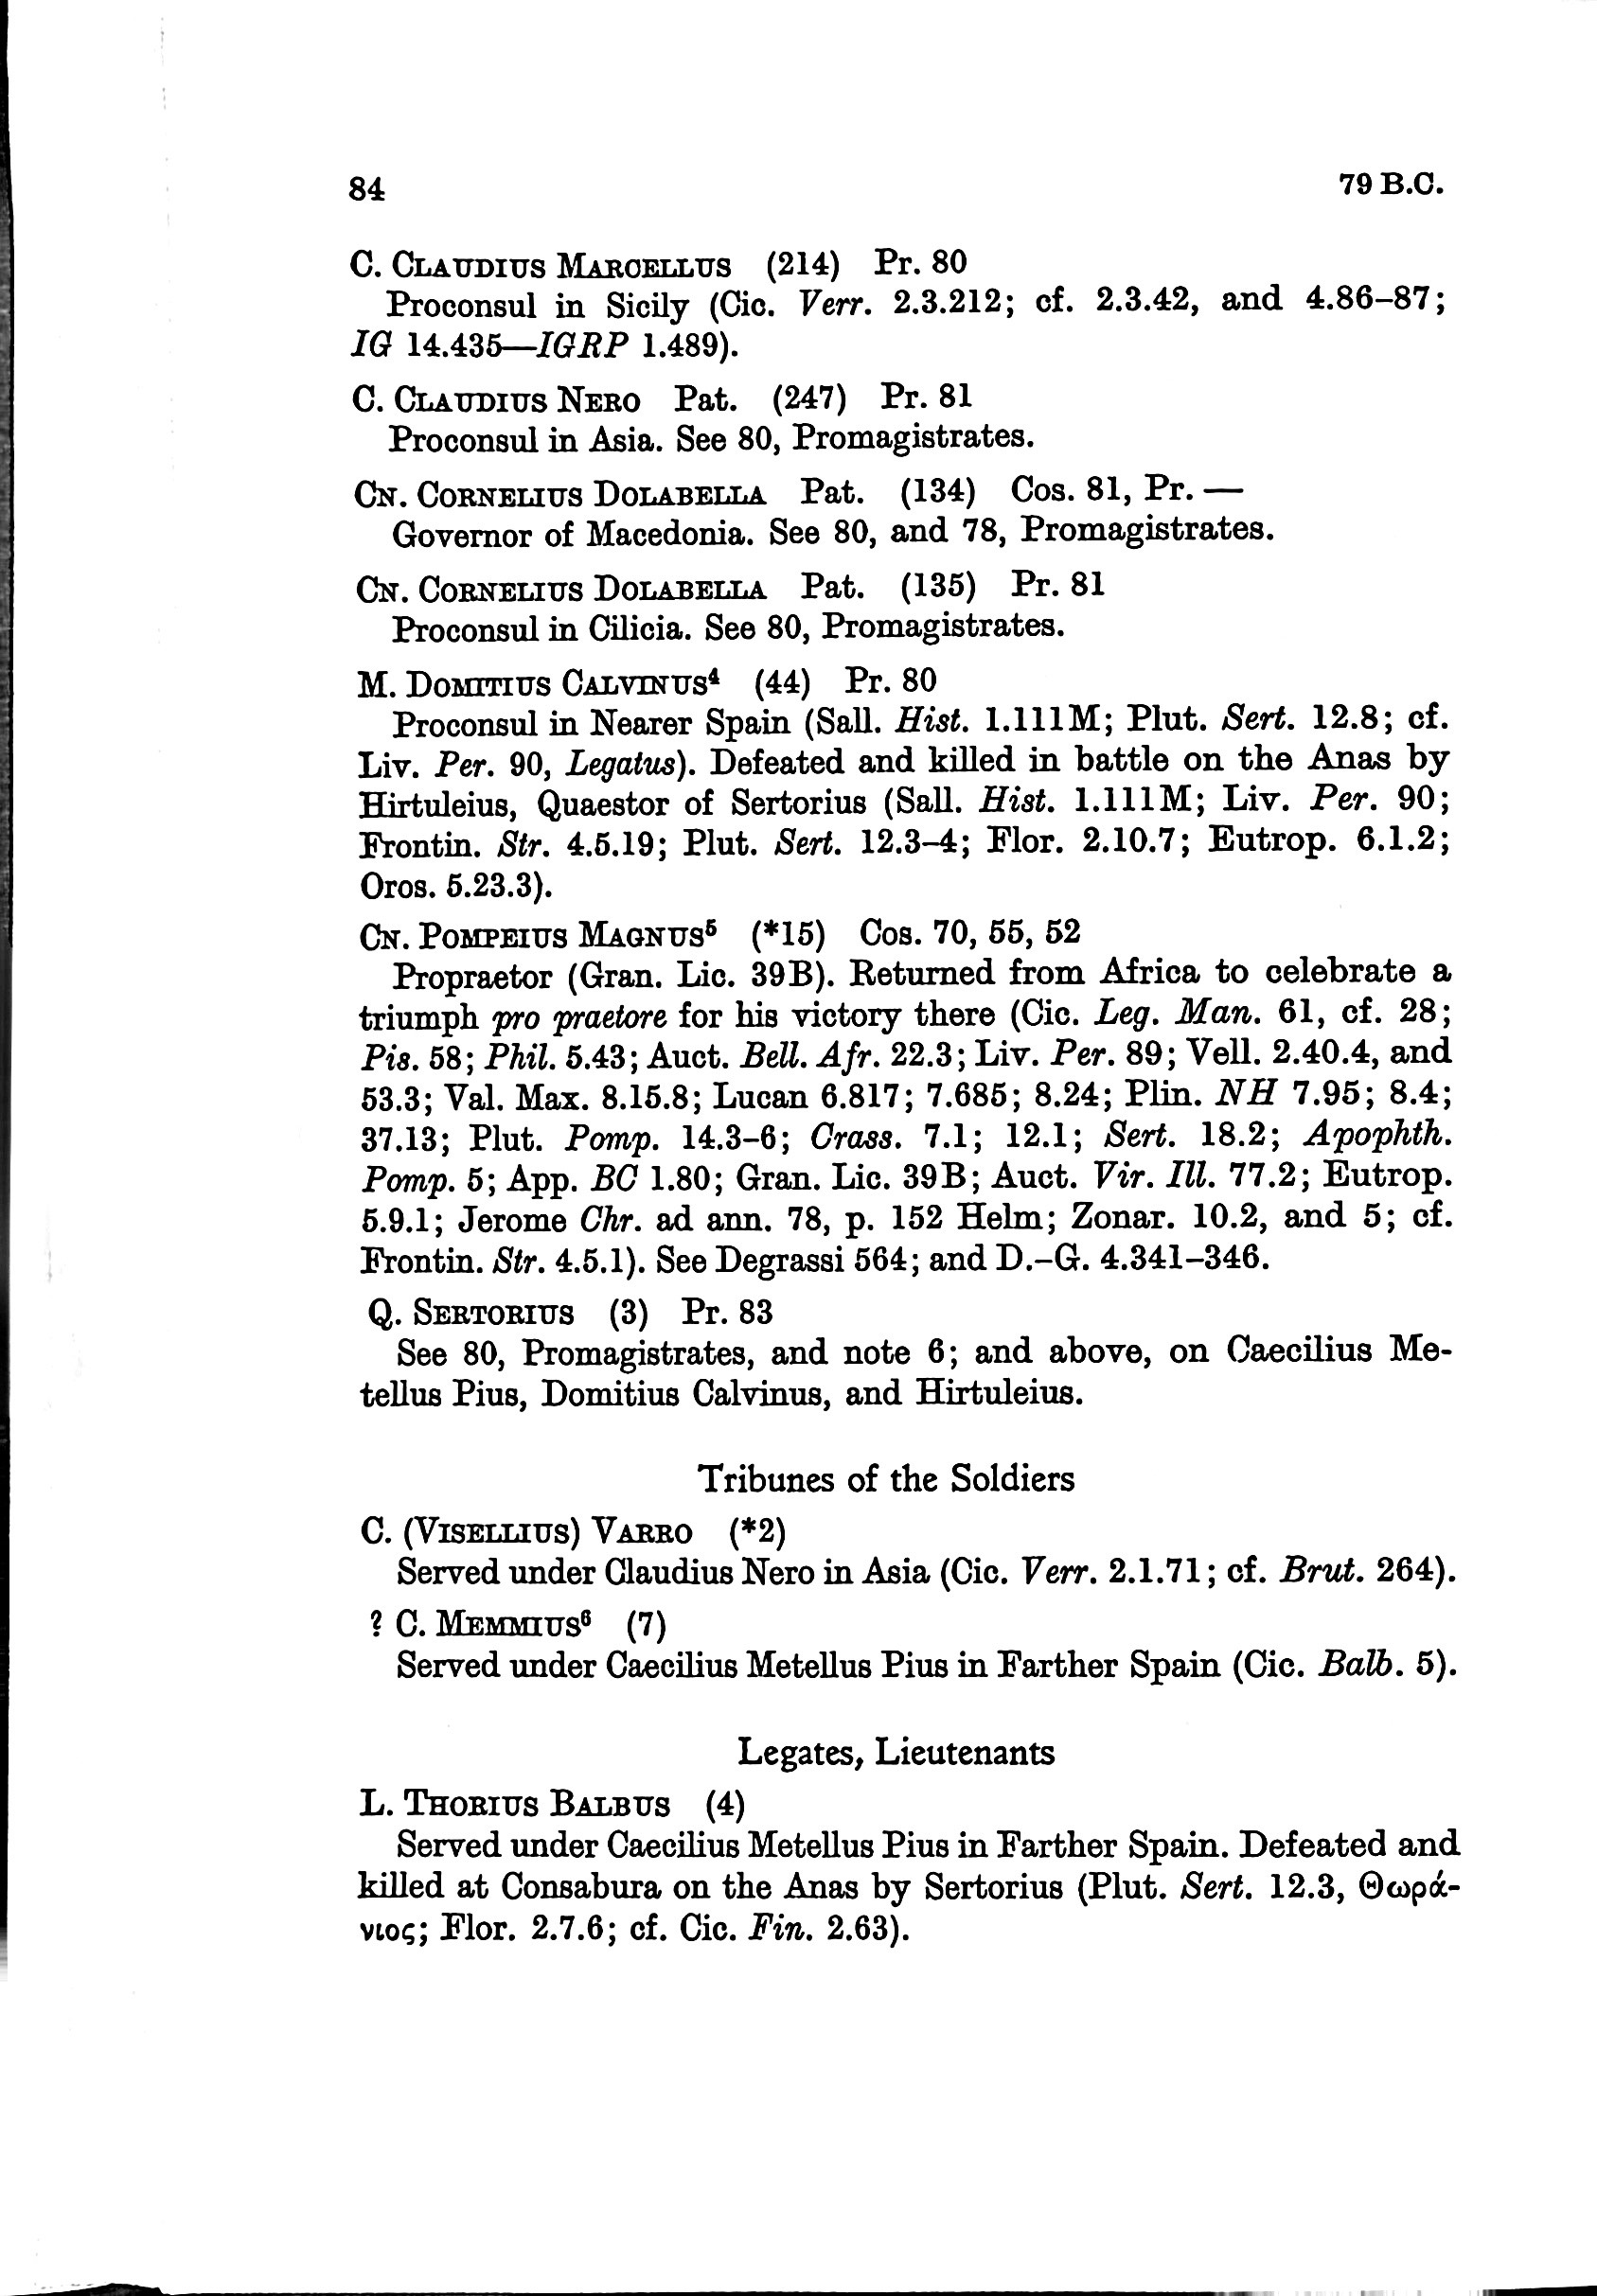 84
79 B.C.
C. CLAUDIUS MARCELLUS (214) Pr. 80
Proconsul in Sicily (Cic. Verr. 2.3.212; cf. 2.3.42, and 4.86–87;
IG 14.435—IGRP 1.489).
C. CLAUDIUS NERO Pat. (247) Pr. 81
Proconsul in Asia. See 80, Promagistrates.
CN. CORNELIUS DOLABELLA Pat. (134) Cos. 81, Pr. —
Governor of Macedonia. See 80, and 78, Promagistrates.
CN. CORNELIUS DOLABELLA Pat. (135) Pr. 81
Proconsul in Cilicia. See 80, Promagistrates.
M. DOMITIUS CALVINUS⁴ (44) Pr. 80
Proconsul in Nearer Spain (Sall. Hist. 1.111M; Plut. Sert. 12.8; cf.
Liv. Per. 90, Legatus). Defeated and killed in battle on the Anas by
Hirtuleius, Quaestor of Sertorius (Sall. Hist. 1.111M; Liv. Per. 90;
Frontin. Str. 4.5.19; Plut. Sert. 12.3–4; Flor. 2.10.7; Eutrop. 6.1.2;
Oros. 5.23.3).
CN. POMPEIUS MAGNUS⁵ (*15) Cos. 70, 55, 52
Propraetor (Gran. Lic. 39B). Returned from Africa to celebrate a
triumph pro praetore for his victory there (Cic. Leg. Man. 61, cf. 28;
Pis. 58; Phil. 5.43; Auct. Bell. Afr. 22.3; Liv. Per. 89; Vell. 2.40.4, and
53.3; Val. Max. 8.15.8; Lucan 6.817; 7.685; 8.24; Plin. NH 7.95; 8.4;
37.13; Plut. Pomp. 14.3–6; Crass. 7.1; 12.1; Sert. 18.2; Apophth.
Pomp. 5; App. BC 1.80; Gran. Lic. 39B; Auct. Vir. Ill. 77.2; Eutrop.
5.9.1; Jerome Chr. ad ann. 78, p. 152 Helm; Zonar. 10.2, and 5; cf.
Frontin. Str. 4.5.1). See Degrassi 564; and D.–G. 4.341–346.
Q. SERTORIUS (3) Pr. 83
See 80, Promagistrates, and note 6; and above, on Caecilius Me-
tellus Pius, Domitius Calvinus, and Hirtuleius.
Tribunes of the Soldiers
C. (VISELLIUS) VARRO (*2)
Served under Claudius Nero in Asia (Cic. Verr. 2.1.71; cf. Brut. 264).
? C. MEMMIUS⁶ (7)
Served under Caecilius Metellus Pius in Farther Spain (Cic. Balb. 5).
Legates, Lieutenants
L. THORIUS BALBUS (4)
Served under Caecilius Metellus Pius in Farther Spain. Defeated and
killed at Consabura on the Anas by Sertorius (Plut. Sert. 12.3, Θωρά-
νιος; Flor. 2.7.6; cf. Cic. Fin. 2.63).